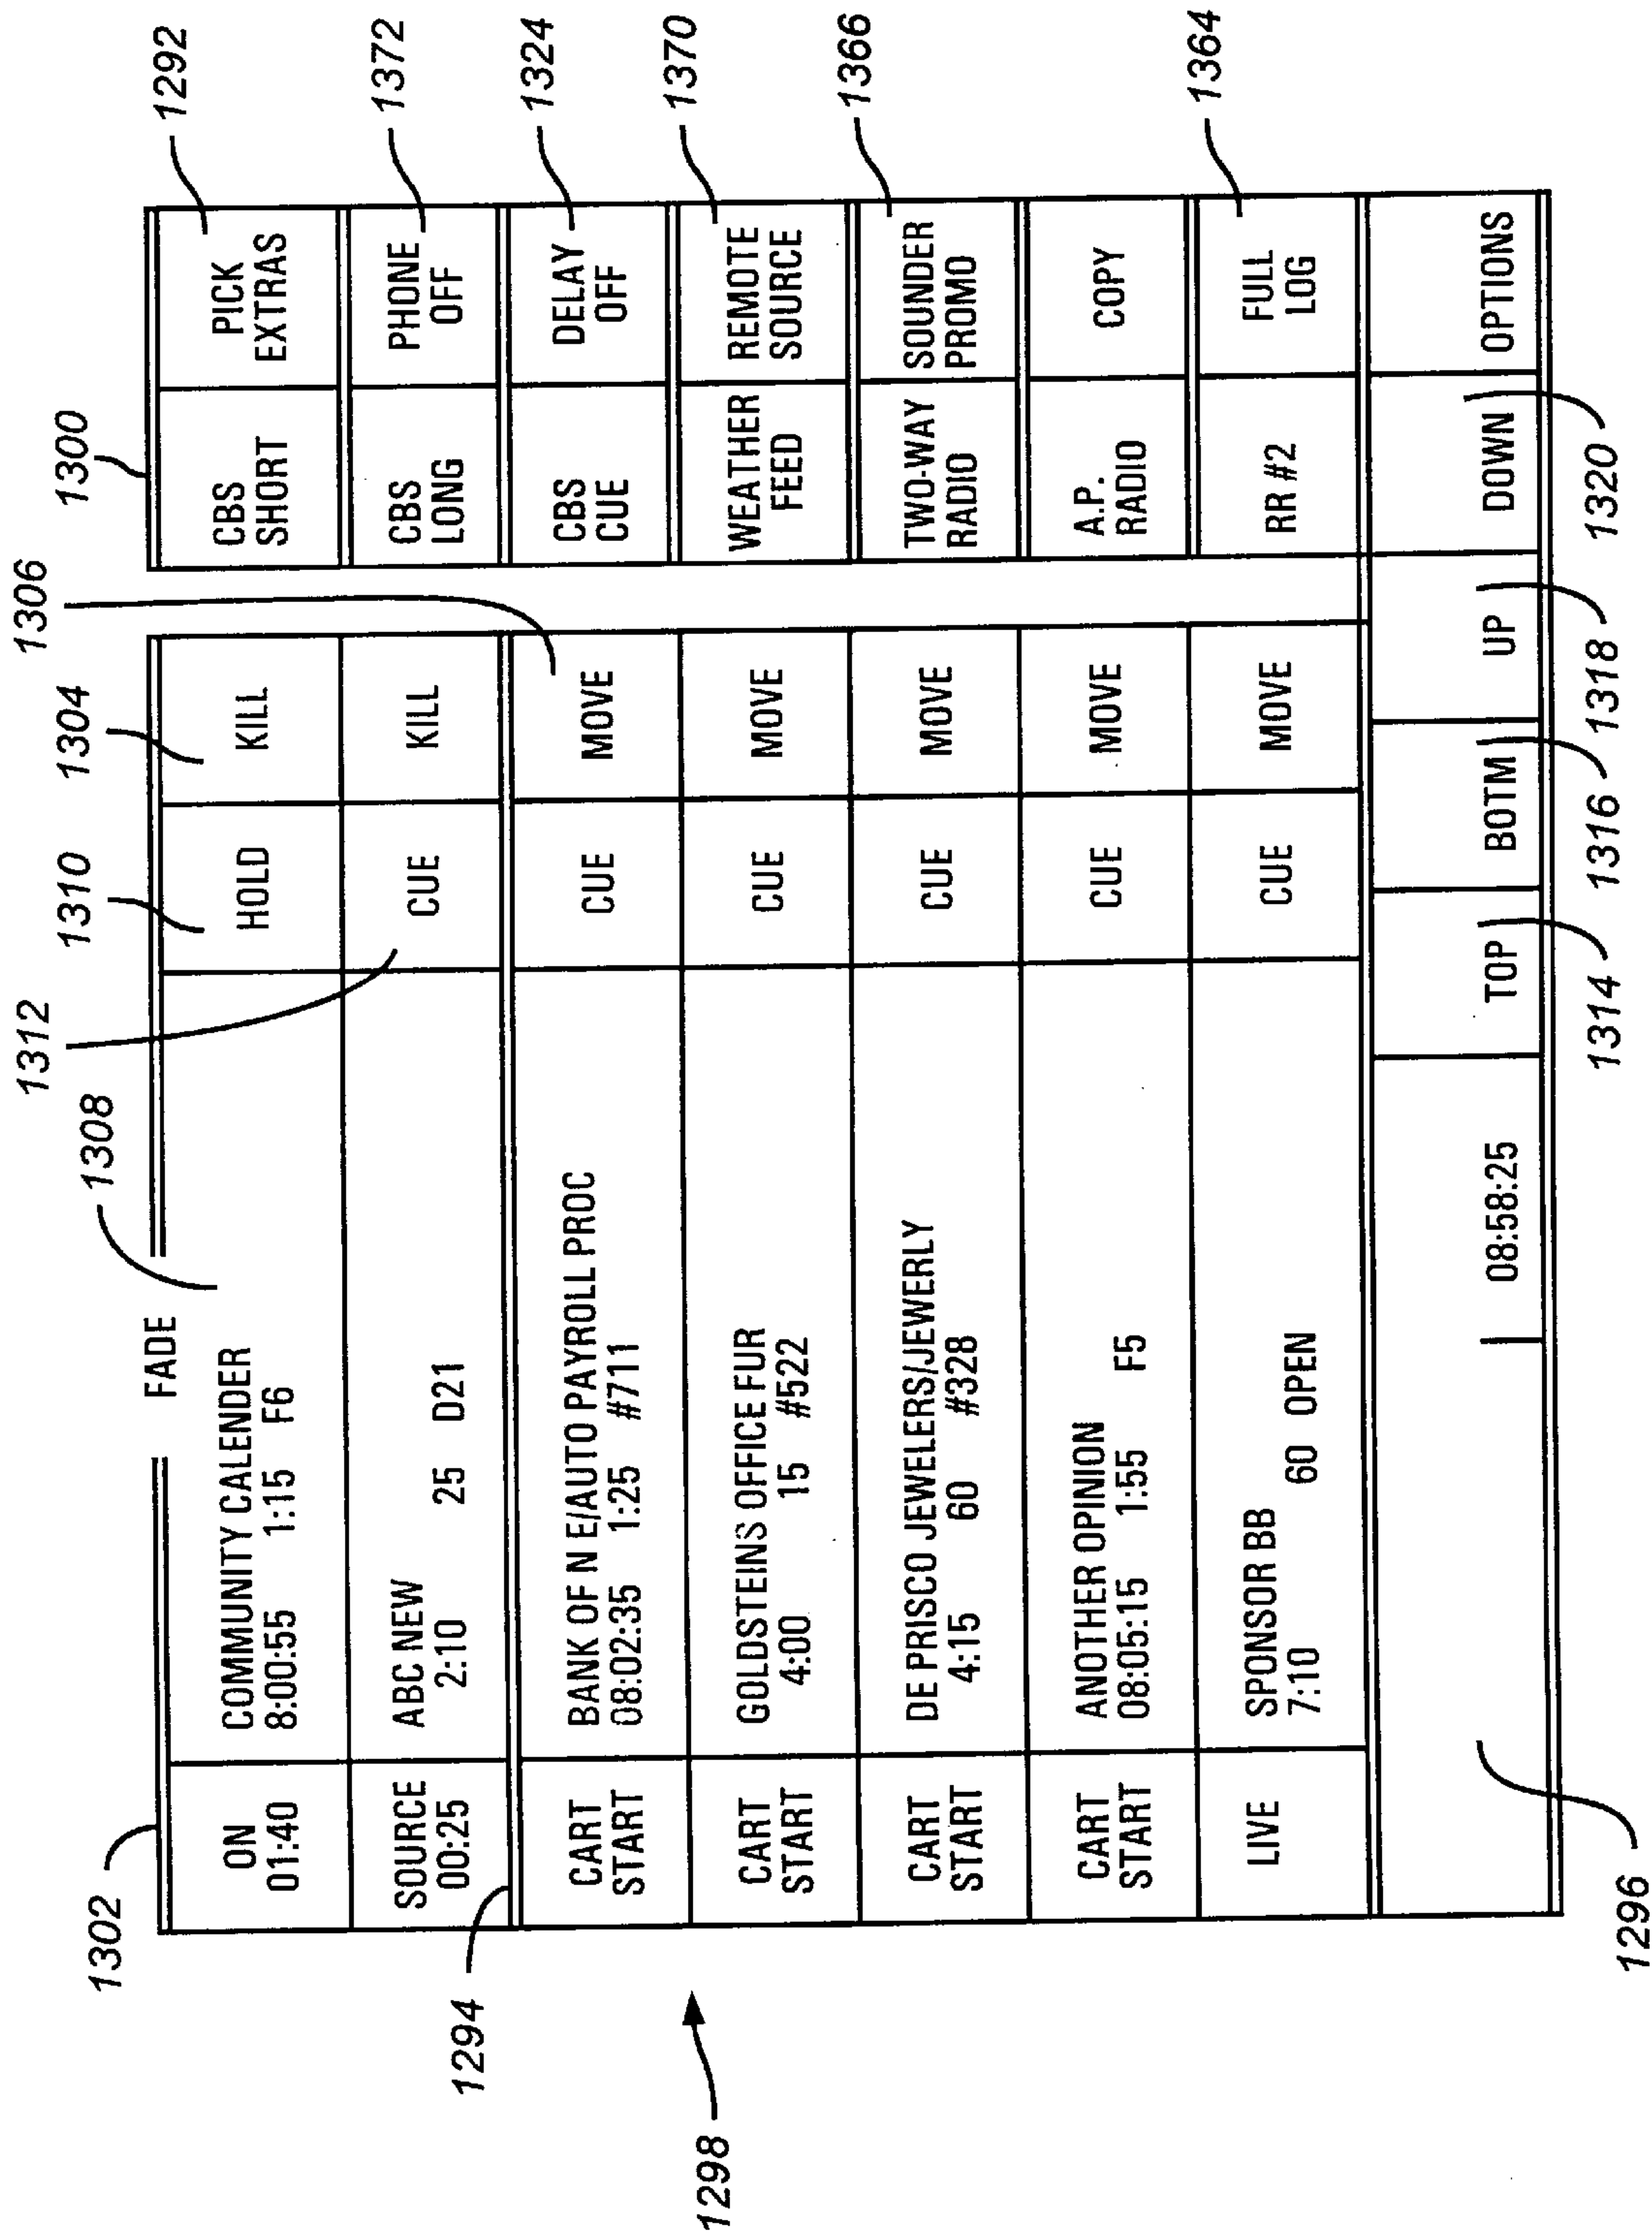 1302
1308
1312
1310
1304
1306
1300
FADE
ON
01:40
COMMUNITY CALENDER
8:00:55 1:15 F6
HOLD
KILL
CBS
SHORT
PICK
EXTRAS
1292
SOURCE
00:25
ABC NEW
2:10 25 D21
CUE
KILL
CBS
LONG
PHONE
OFF
1372
1294
CART
START
BANK OF N E/AUTO PAYROLL PROC
08:02:35 1:25 #711
CUE
MOVE
CBS
CUE
DELAY
OFF
1324
1298
CART
START
GOLDSTEINS OFFICE FUR
4:00 15 #522
CUE
MOVE
WEATHER
FEED
REMOTE
SOURCE
1370
CART
START
DE PRISCO JEWELERS/JEWERLY
4:15 60 #328
CUE
MOVE
TWO-WAY
RADIO
SOUNDER
PROMO
1366
CART
START
ANOTHER OPINION
08:05:15 1:55 F5
CUE
MOVE
A.P.
RADIO
COPY
LIVE
SPONSOR BB
7:10 60 OPEN
CUE
MOVE
RR #2
FULL
LOG
1364
08:58:25
TOP
BOTM
UP
DOWN
OPTIONS
1296
1314
1316
1318
1320